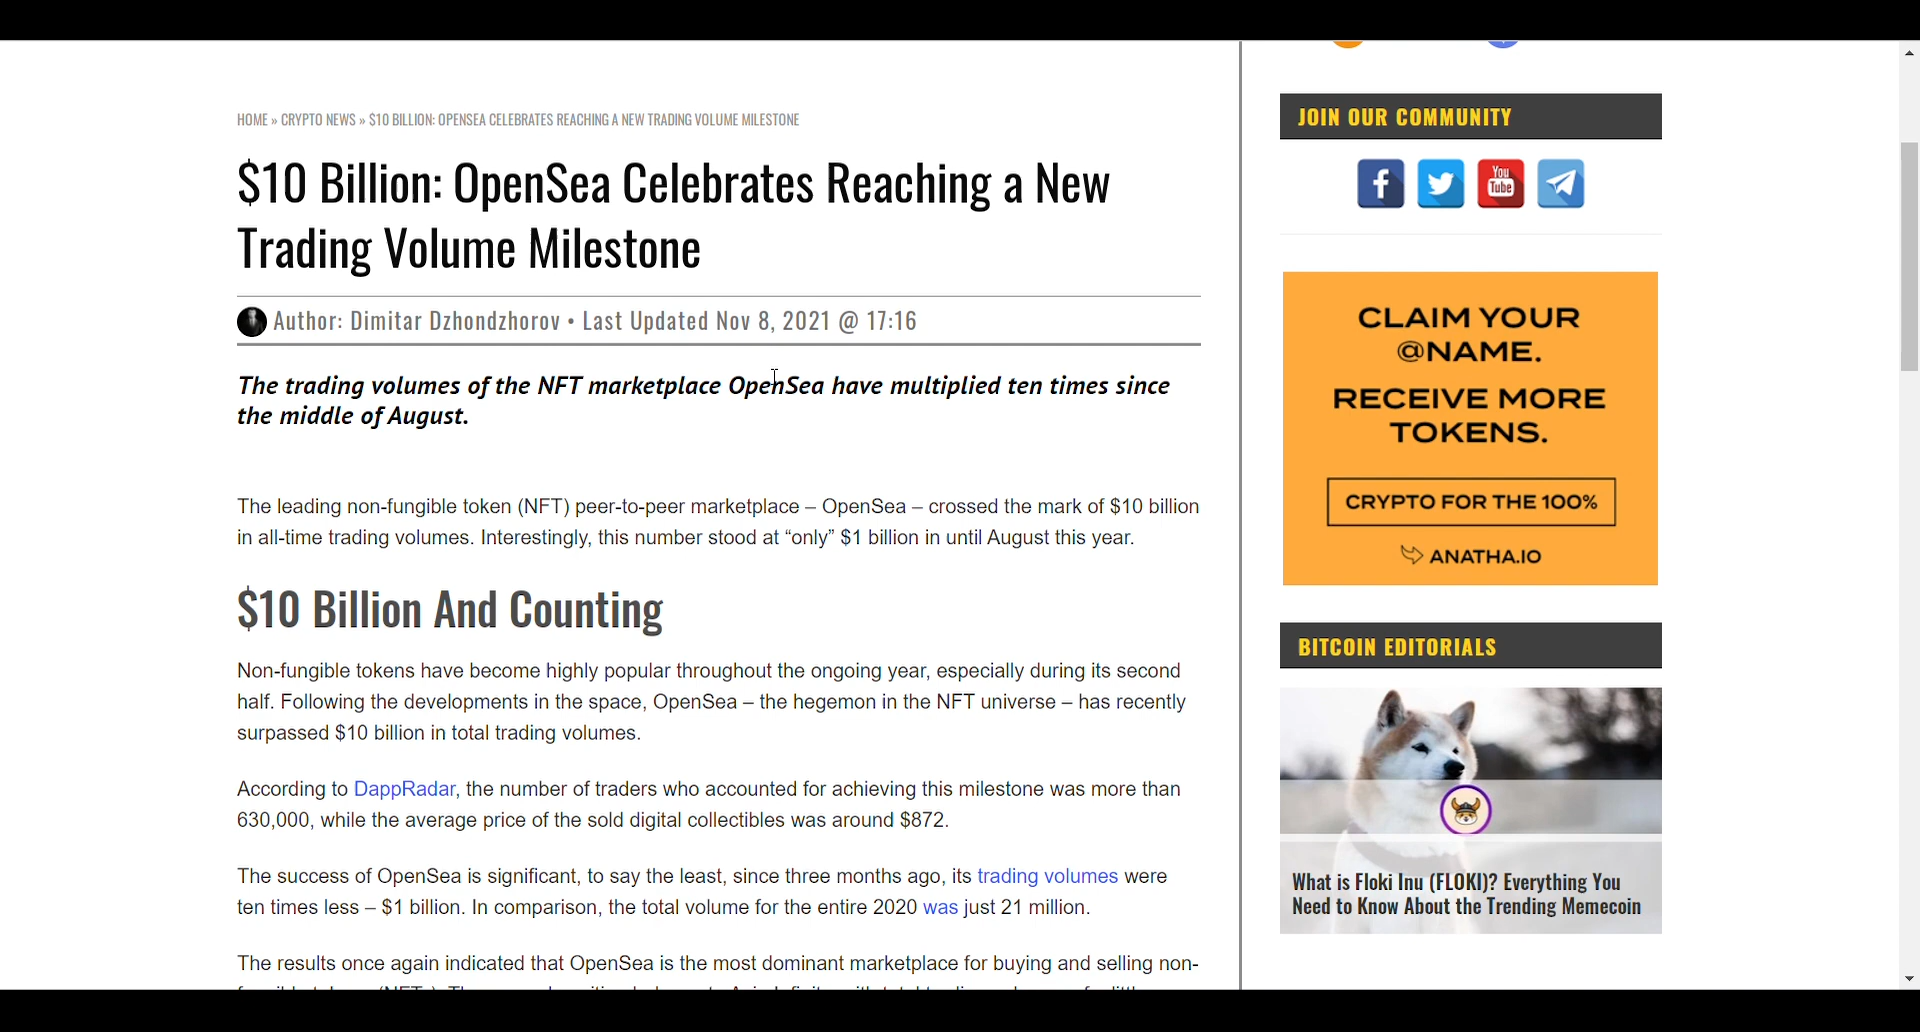 HOME » CRYPTO NEWS » $10 BILLION: OPENSEA CELEBRATES REACHING A NEW TRADING VOLUME MILESTONE
$10 Billion: OpenSea Celebrates Reaching a New
Trading Volume Milestone
Author: Dimitar Dzhondzhorov • Last Updated Nov 8, 2021 @ 17:16
The trading volumes of the NFT marketplace OpenSea have multiplied ten times since
the middle of August.
The leading non-fungible token (NFT) peer-to-peer marketplace – OpenSea – crossed the mark of $10 billion
in all-time trading volumes. Interestingly, this number stood at “only” $1 billion in until August this year.
$10 Billion And Counting
Non-fungible tokens have become highly popular throughout the ongoing year, especially during its second
half. Following the developments in the space, OpenSea – the hegemon in the NFT universe – has recently
surpassed $10 billion in total trading volumes.
According to DappRadar, the number of traders who accounted for achieving this milestone was more than
630,000, while the average price of the sold digital collectibles was around $872.
The success of OpenSea is significant, to say the least, since three months ago, its trading volumes were
ten times less – $1 billion. In comparison, the total volume for the entire 2020 was just 21 million.
The results once again indicated that OpenSea is the most dominant marketplace for buying and selling non-
JOIN OUR COMMUNITY
You
Tube
CLAIM YOUR
@NAME.
RECEIVE MORE
TOKENS.
CRYPTO FOR THE 100%
ANATHA.IO
BITCOIN EDITORIALS
What is Floki Inu (FLOKI)? Everything You
Need to Know About the Trending Memecoin